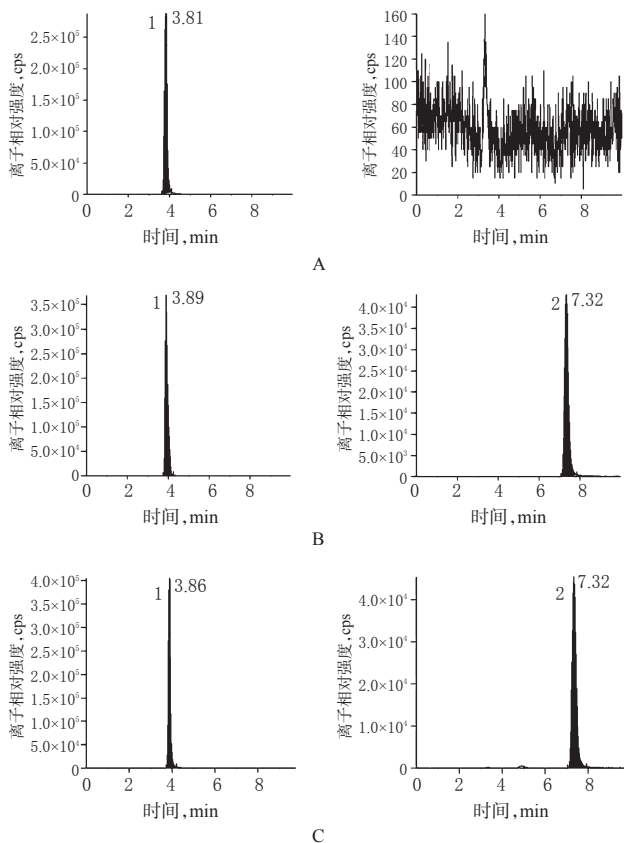 离子相对强度,cps
2.5×10⁵
2.0×10⁵
1.5×10⁵
1.0×10⁵
5.0×10⁴
0
1 3.81
0 2 4 6 8
时间,min
离子相对强度,cps
160
140
120
100
80
60
40
20
0
0 2 4 6 8
时间,min
A
离子相对强度,cps
3.5×10⁵
3.0×10⁵
2.5×10⁵
2.0×10⁵
1.5×10⁵
1.0×10⁵
5.0×10⁴
0
1 3.89
0 2 4 6 8
时间,min
离子相对强度,cps
4.0×10⁴
3.5×10⁴
3.0×10⁴
2.5×10⁴
2.0×10⁴
1.5×10⁴
1.0×10⁴
5.0×10³
0
2 7.32
0 2 4 6 8
时间,min
B
离子相对强度,cps
4.0×10⁵
3.5×10⁵
3.0×10⁵
2.5×10⁵
2.0×10⁵
1.5×10⁵
1.0×10⁵
5.0×10⁴
0
1 3.86
0 2 4 6 8
时间,min
离子相对强度,cps
4.0×10⁴
3.0×10⁴
2.0×10⁴
1.0×10⁴
0
2 7.32
0 2 4 6 8
时间,min
C